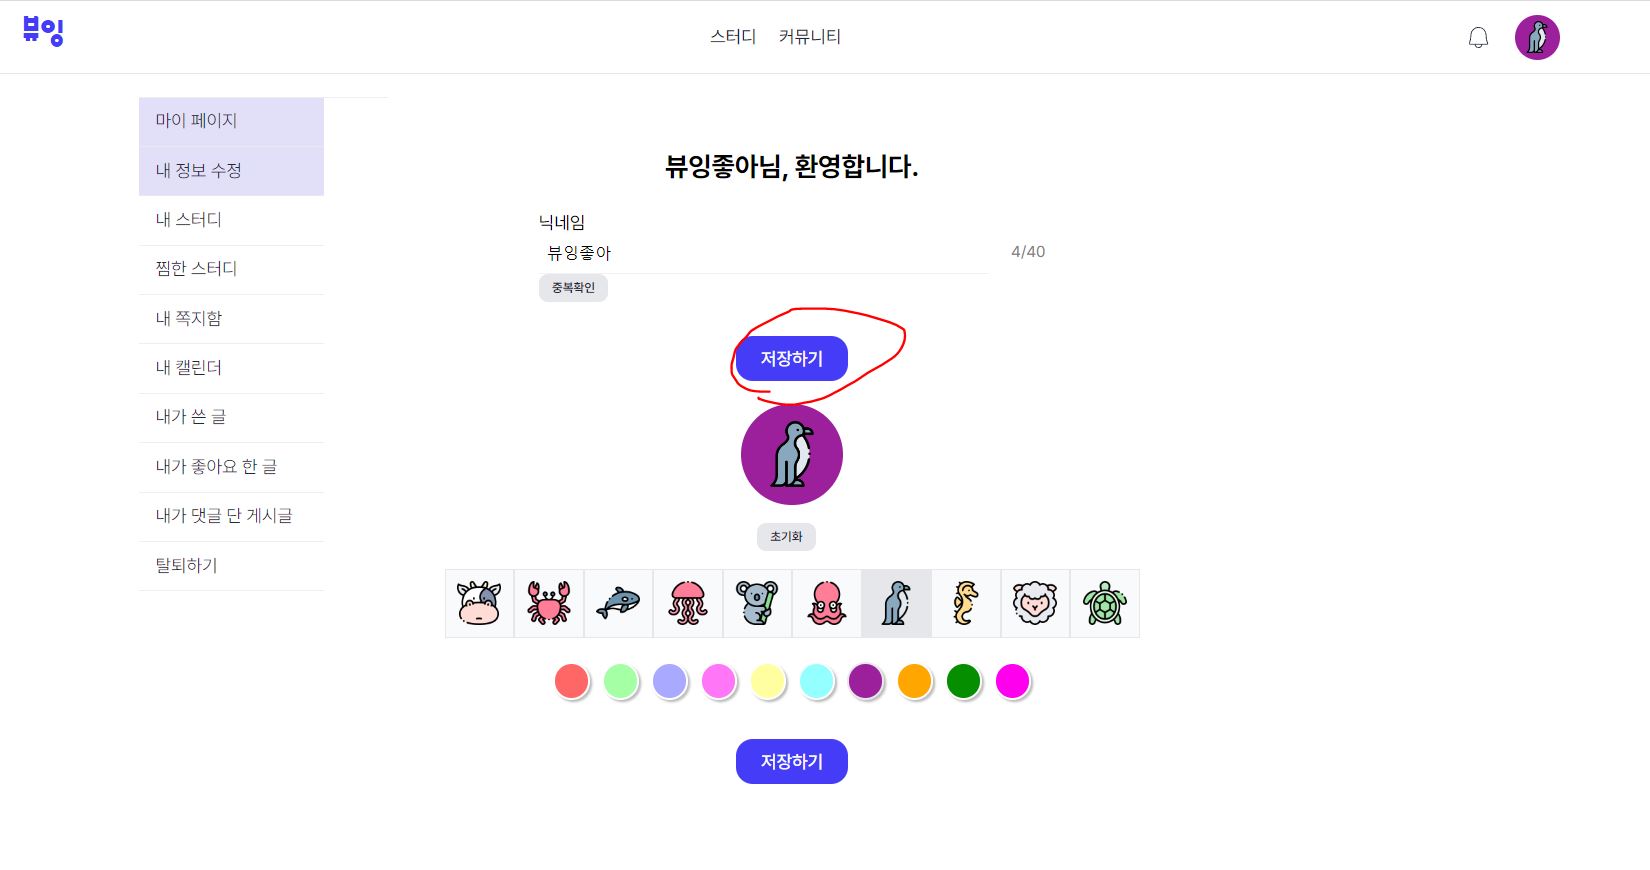 뷰잉
스터디 커뮤니티
마이 페이지
내 정보 수정
내 스터디
찜한 스터디
내 쪽지함
내 캘린더
내가 쓴 글
내가 좋아요 한 글
내가 댓글 단 게시글
탈퇴하기
뷰잉좋아님, 환영합니다.
닉네임
뷰잉좋아 4/40
중복확인
저장하기
초기화
저장하기